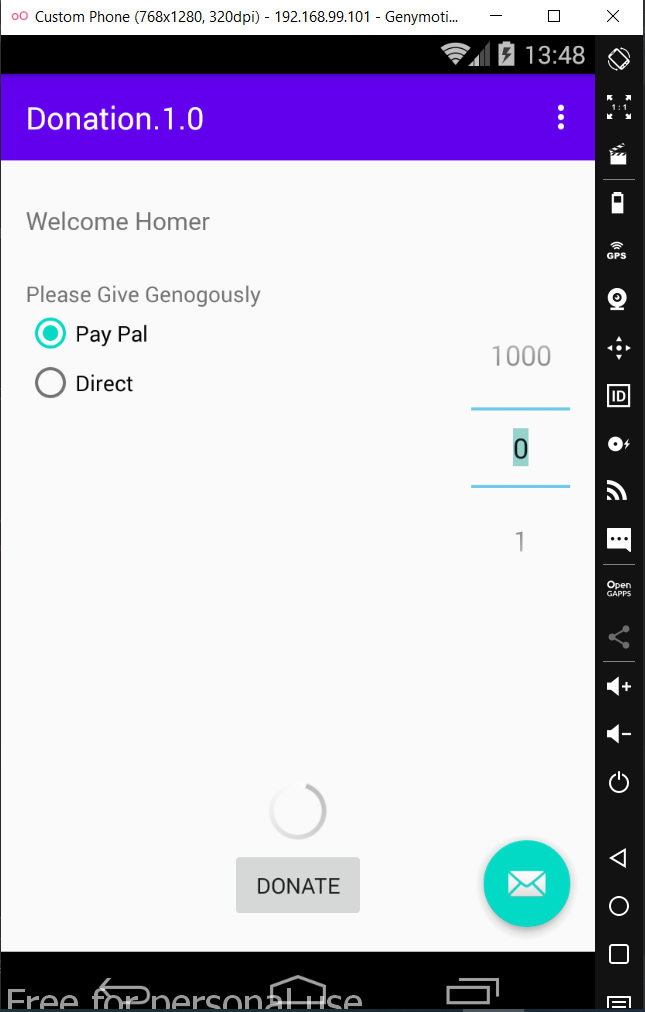 Custom Phone (768x1280, 320dpi) - 192.168.99.101 - Genymoti...
13:48
Donation.1.0
Welcome Homer
Please Give Genogously
Pay Pal
Direct
1000
0
1
DONATE
Free for personal use
1:1
GPS
ID
Open
GAPPS